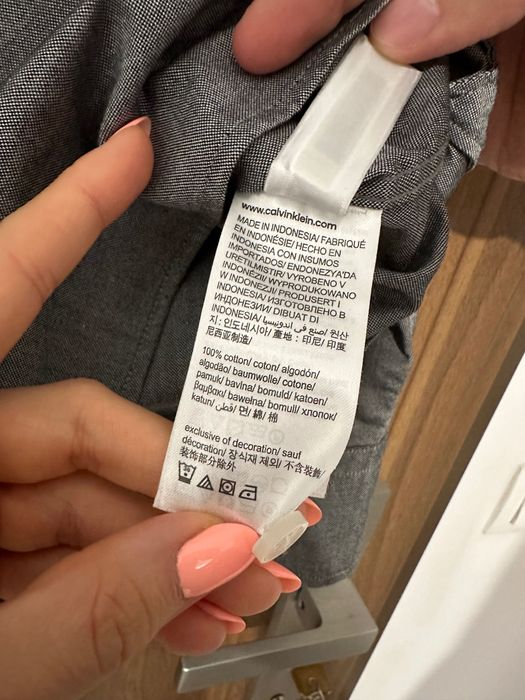 www.calvinklein.com
MADE IN INDONESIA/ FABRIQUÉ
EN INDONÉSIE/ HECHO EN
INDONESIA CON INSUMOS
IMPORTADOS/ ENDONEZYA'DA
URETILMISTIR/ VYROBENO V
INDONÉZII/ WYPRODUKOWANO
W INDONEZJI/ PRODUSERT I
INDONESIA/ ИЗГОТОВЛЕНО В
ИНДОНЕЗИИ/ DIBUAT DI
INDONESIA/ صنع في اندونيسيا/ 원산
지 : 인도네시아/ 產地 : 印尼/ 印度
尼西亚制造/
100% cotton/ coton/ algodón/
algodão/ baumwolle/ cotone/
pamuk/ bavlna/ bomuld/ katoen/
βαμβακι/ bawełna/ bomull/ хлопок/
katun/ قطن/ 면/ 綿/ 棉
exclusive of decoration/ sauf
décoration/ 장식재 제외/ 不含裝飾/
装饰部分除外